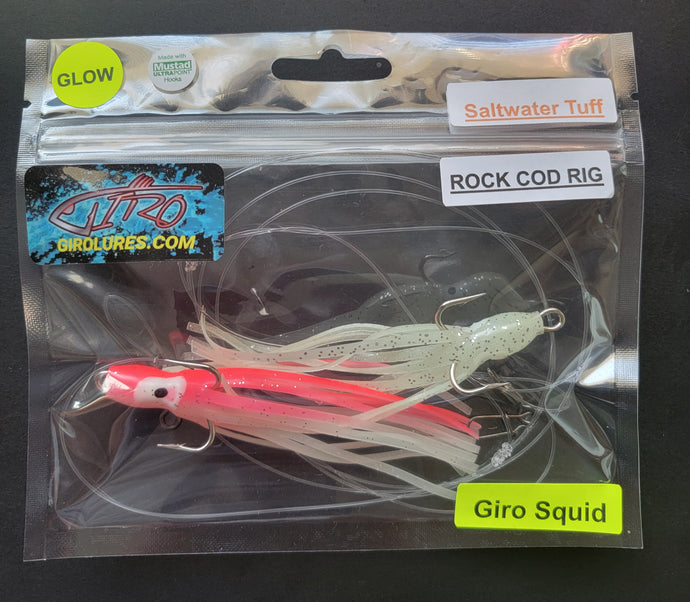 GLOW
Made with
Mustad
ULTRAPOINT
Hooks
Saltwater Tuff
ROCK COD RIG
GIRO
GIROLURES.COM
Giro Squid